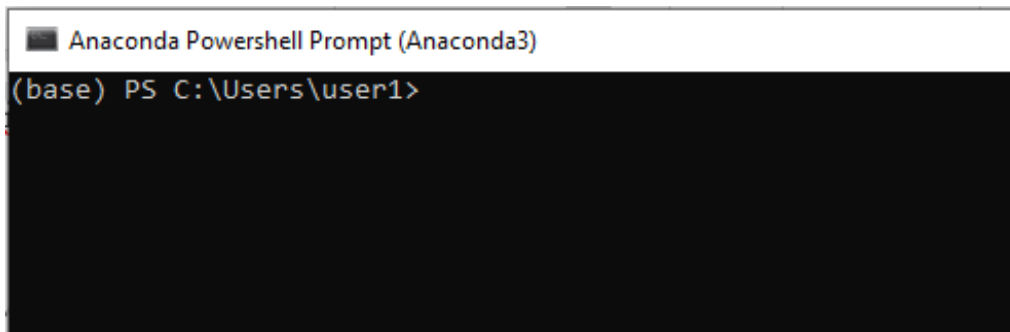 Anaconda Powershell Prompt (Anaconda3)
(base) PS C:\Users\user1>